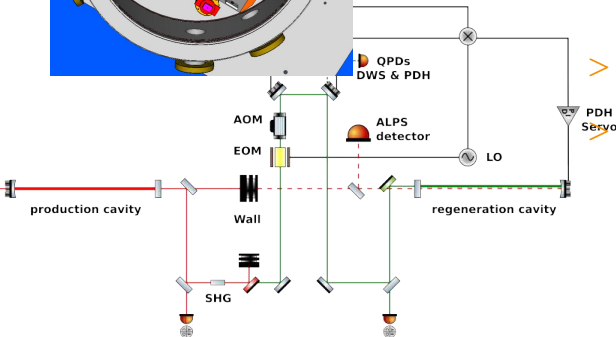 QPDs
DWS & PDH
AOM
ALPS
detector
PDH
Servo
EOM
LO
production cavity
Wall
regeneration cavity
SHG